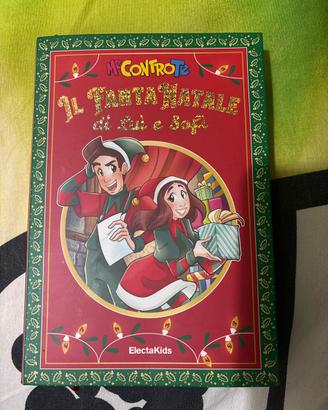 Me CONTRO Te
IL FANTANATALE
di Luì e Sofì
ElectaKids